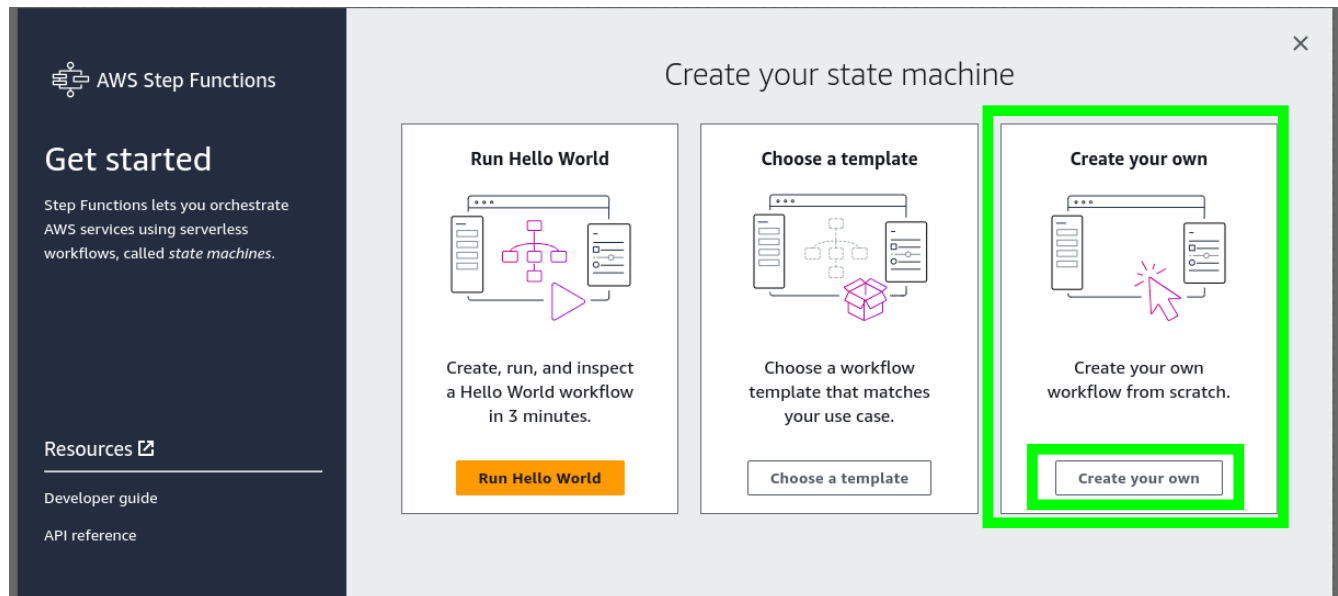 AWS Step Functions
Get started
Step Functions lets you orchestrate
AWS services using serverless
workflows, called state machines.
Resources
Developer guide
API reference
Create your state machine
Run Hello World
Create, run, and inspect
a Hello World workflow
in 3 minutes.
Run Hello World
Choose a template
Choose a workflow
template that matches
your use case.
Choose a template
Create your own
Create your own
workflow from scratch.
Create your own